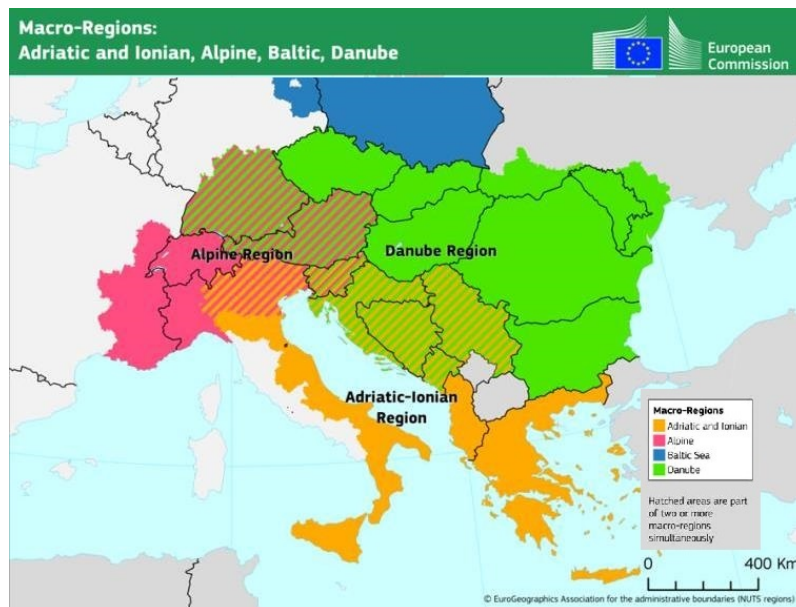 Macro-Regions:
Adriatic and Ionian, Alpine, Baltic, Danube
European
Commission
Alpine Region
Danube Region
Adriatic-Ionian
Region
Macro-Regions
Adriatic and Ionian
Alpine
Baltic Sea
Danube
Hatched areas are part
of two or more
macro-regions
simultaneously
0 400 Km
© EuroGeographics Association for the administrative boundaries (NUTS regions)